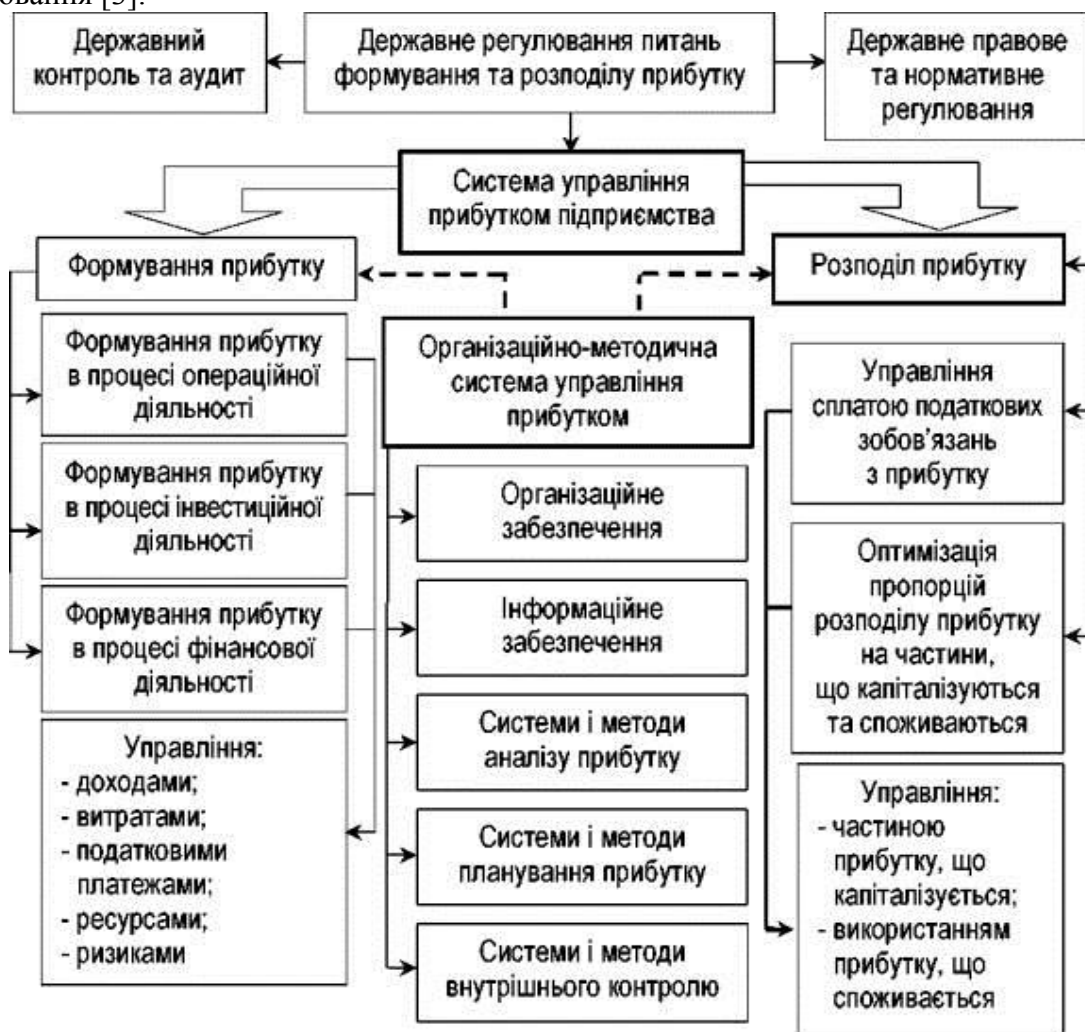 ювання [5].
Державний
контроль та аудит
Державне регулювання питань
формування та розподілу прибутку
Державне правове
та нормативне
регулювання
Система управління
прибутком підприємства
Формування прибутку
Розподіл прибутку
Формування прибутку
в процесі операційної
діяльності
Формування прибутку
в процесі інвестиційної
діяльності
Формування прибутку
в процесі фінансової
діяльності
Управління:
- доходами;
- витратами;
- податковими
платежами;
- ресурсами;
- ризиками
Організаційно-методична
система управління
прибутком
Організаційне
забезпечення
Інформаційне
забезпечення
Системи і методи
аналізу прибутку
Системи і методи
планування прибутку
Системи і методи
внутрішнього контролю
Управління
сплатою податкових
зобов’язань
з прибутку
Оптимізація
пропорцій
розподілу прибутку
на частини,
що капіталізуються
та споживаються
Управління:
- частиною
прибутку, що
капіталізується;
- використанням
прибутку, що
споживається